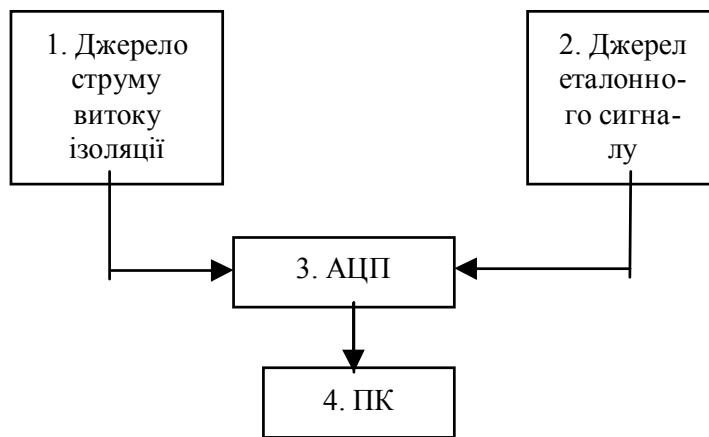 1. Джерело
струму
витоку
ізоляції
2. Джерел
еталонно-
го сигна-
лу
3. АЦП
4. ПК